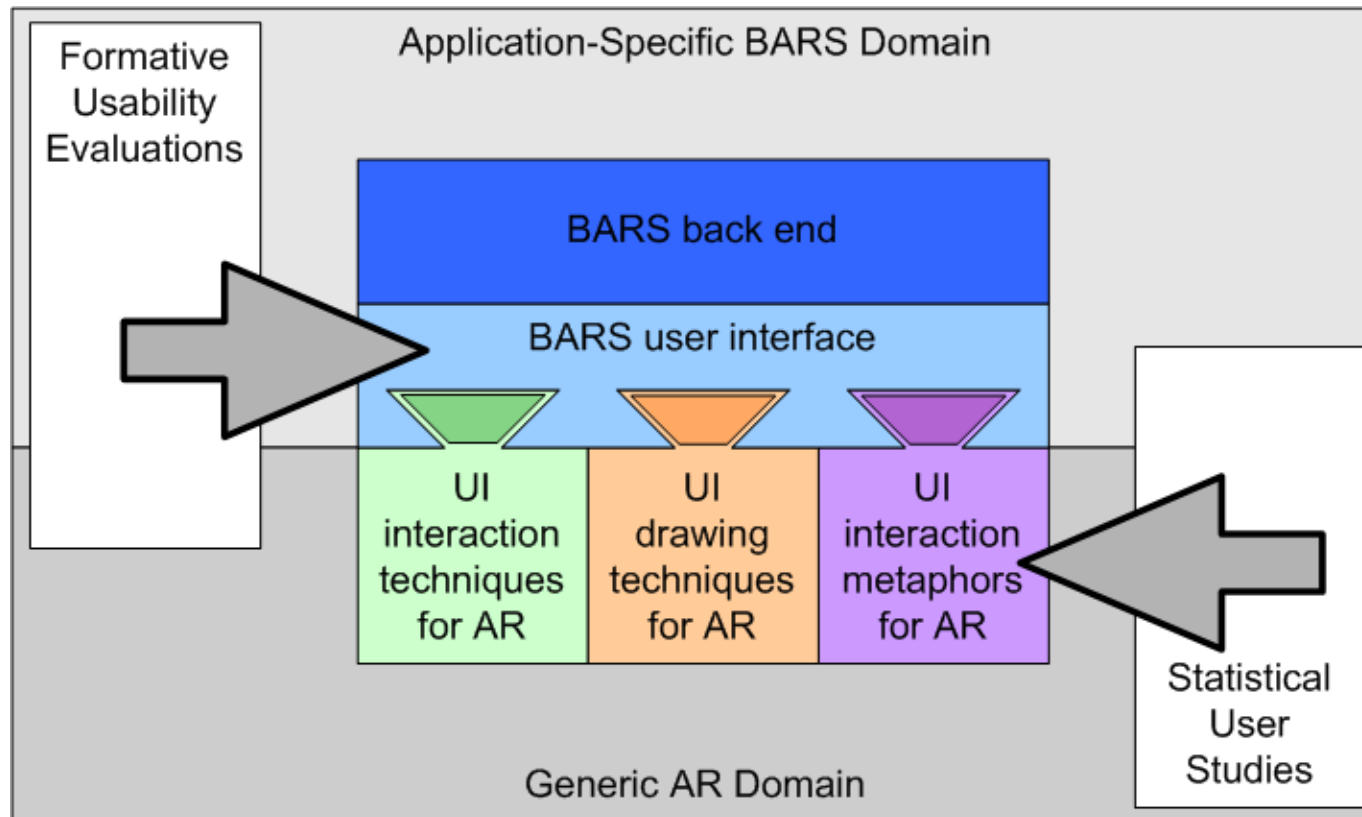 Application-Specific BARS Domain
Formative
Usability
Evaluations
BARS back end
BARS user interface
UI
interaction
techniques
for AR
UI
drawing
techniques
for AR
UI
interaction
metaphors
for AR
Statistical
User
Studies
Generic AR Domain